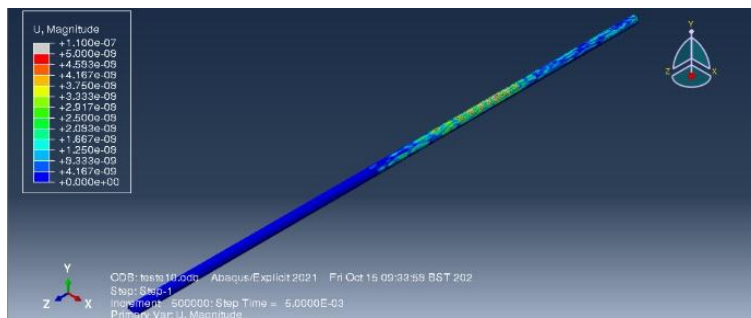 U, Magnitude
+1.100e-07
+5.000e-09
+4.583e-09
+4.167e-09
+3.750e-09
+3.333e-09
+2.917e-09
+2.500e-09
+2.083e-09
+1.667e-09
+1.250e-09
+8.333e-09
+4.167e-09
+0.000e+00
Y
Z
X
Y
Z
X
ODB: teste10.odb Abaqus/Explicit 2021 Fri Oct 15 09:33:59 BST 202
Step: Step-1
Increment 500000: Step Time = 5.0000E-03
Primary Var: U, Magnitude